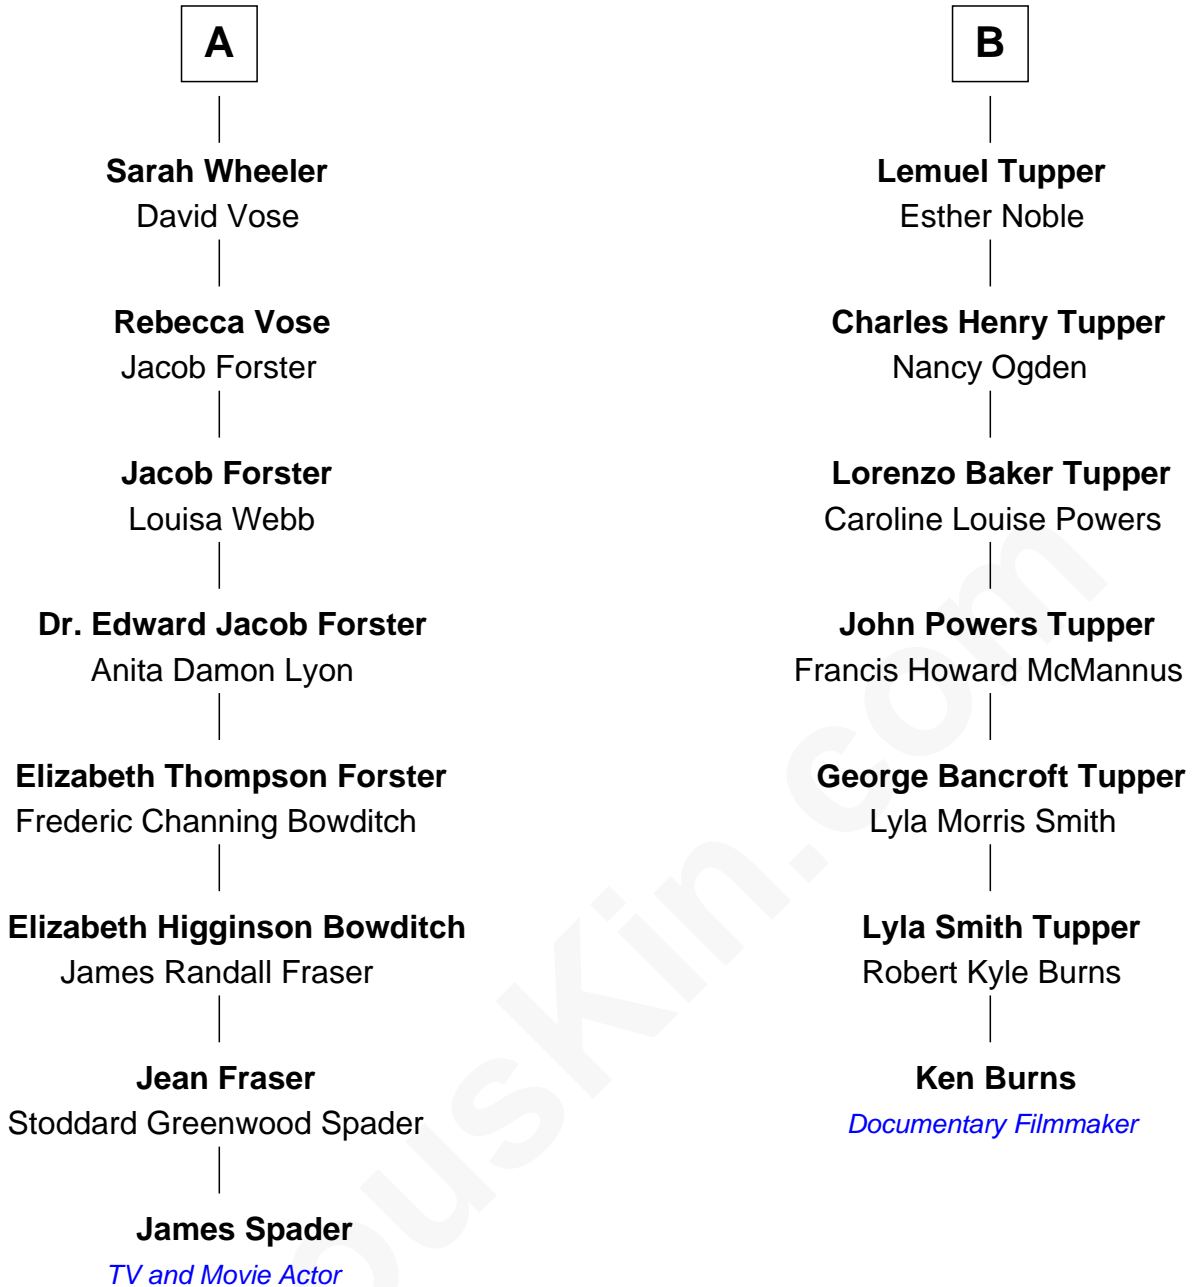 A
Sarah Wheeler
David Vose
Rebecca Vose
Jacob Forster
Jacob Forster
Louisa Webb
Dr. Edward Jacob Forster
Anita Damon Lyon
Elizabeth Thompson Forster
Frederic Channing Bowditch
Elizabeth Higginson Bowditch
James Randall Fraser
Jean Fraser
Stoddard Greenwood Spader
James Spader
TV and Movie Actor
B
Lemuel Tupper
Esther Noble
Charles Henry Tupper
Nancy Ogden
Lorenzo Baker Tupper
Caroline Louise Powers
John Powers Tupper
Francis Howard McMannus
George Bancroft Tupper
Lyla Morris Smith
Lyla Smith Tupper
Robert Kyle Burns
Ken Burns
Documentary Filmmaker
ouskin.com